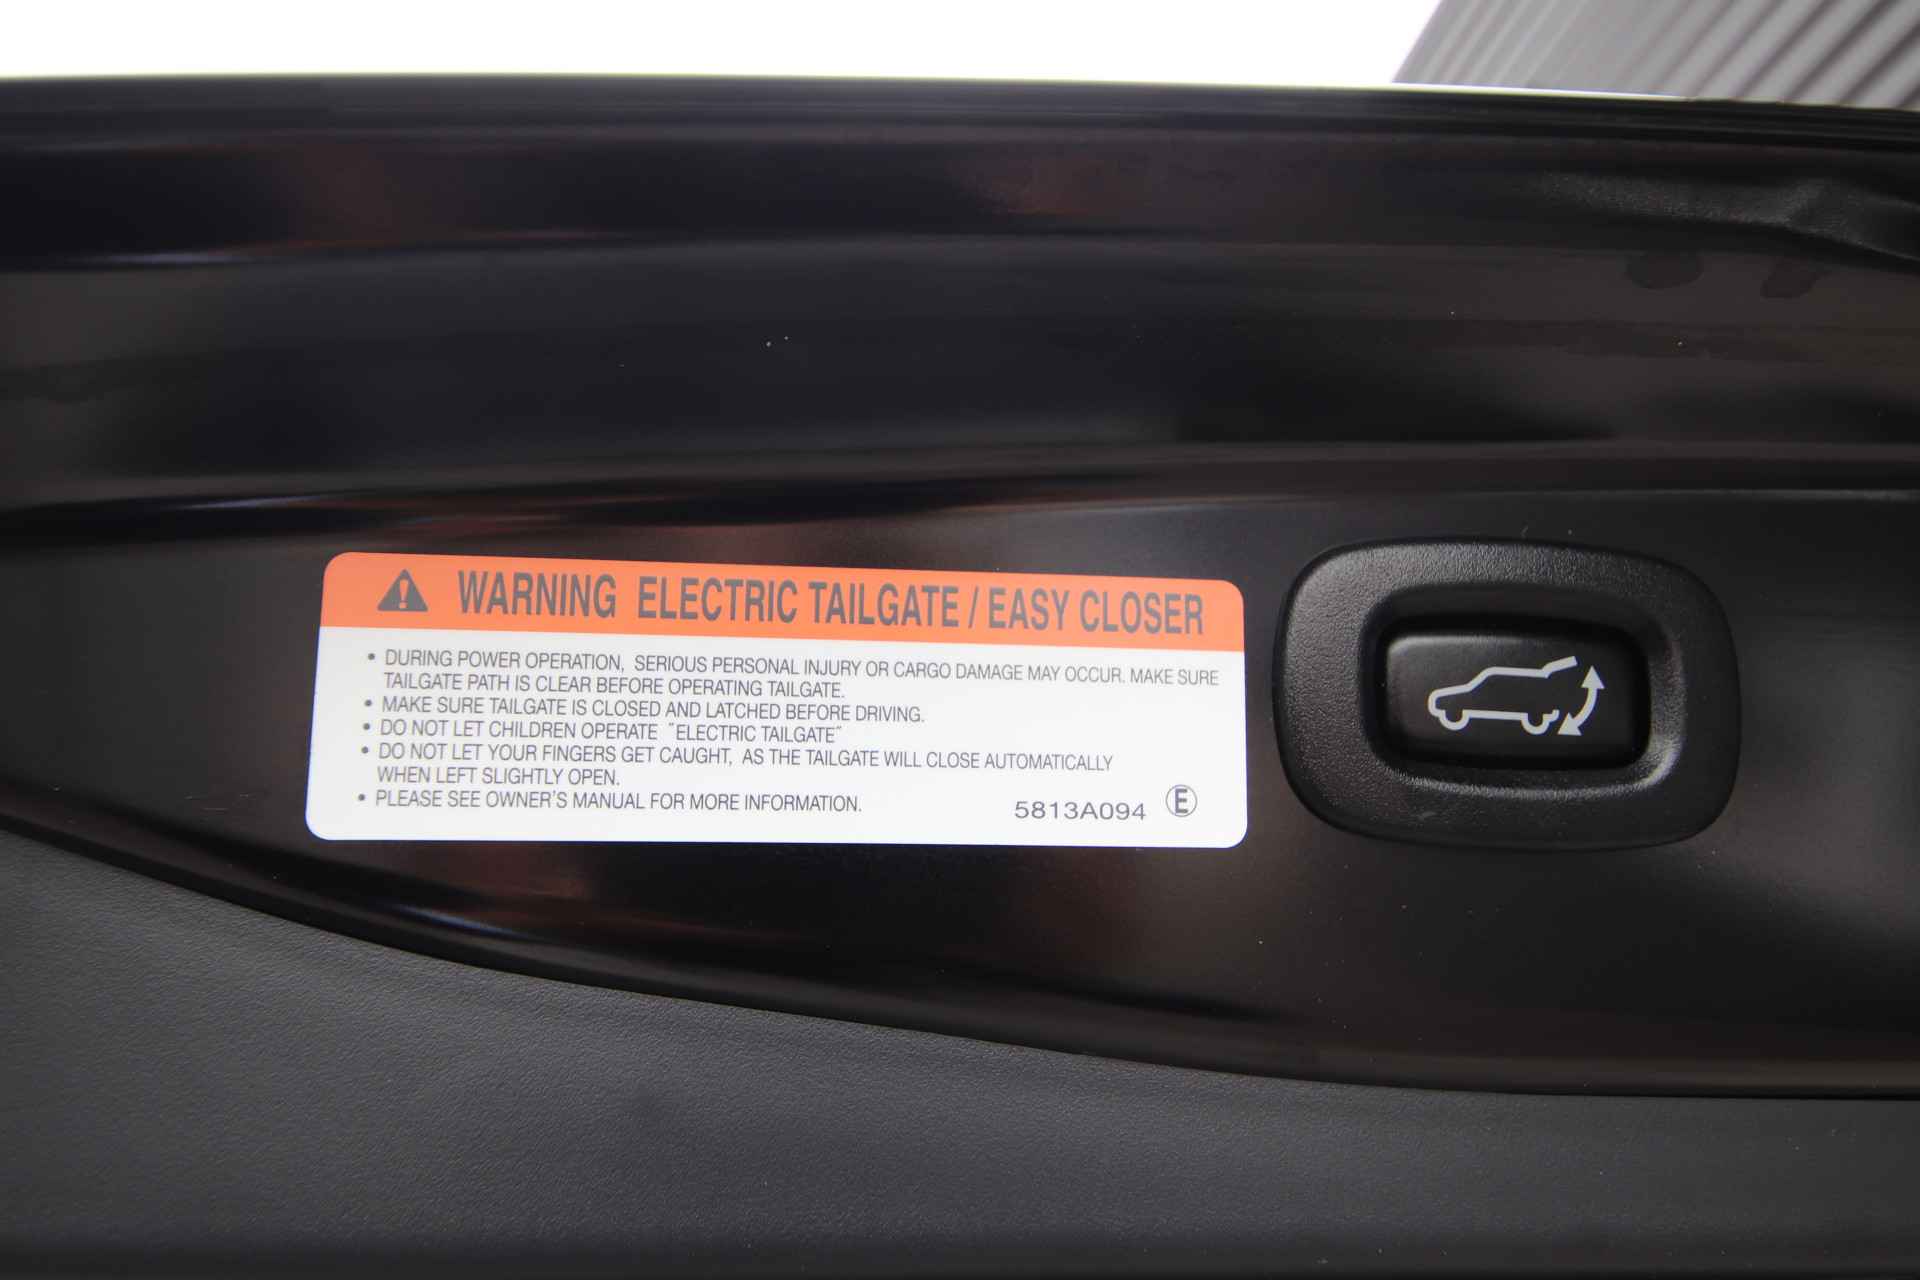 WARNING ELECTRIC TAILGATE / EASY CLOSER
• DURING POWER OPERATION, SERIOUS PERSONAL INJURY OR CARGO DAMAGE MAY OCCUR. MAKE SURE
TAILGATE PATH IS CLEAR BEFORE OPERATING TAILGATE.
• MAKE SURE TAILGATE IS CLOSED AND LATCHED BEFORE DRIVING.
• DO NOT LET CHILDREN OPERATE "ELECTRIC TAILGATE"
• DO NOT LET YOUR FINGERS GET CAUGHT, AS THE TAILGATE WILL CLOSE AUTOMATICALLY
WHEN LEFT SLIGHTLY OPEN.
• PLEASE SEE OWNER'S MANUAL FOR MORE INFORMATION.
5813A094 Ⓔ